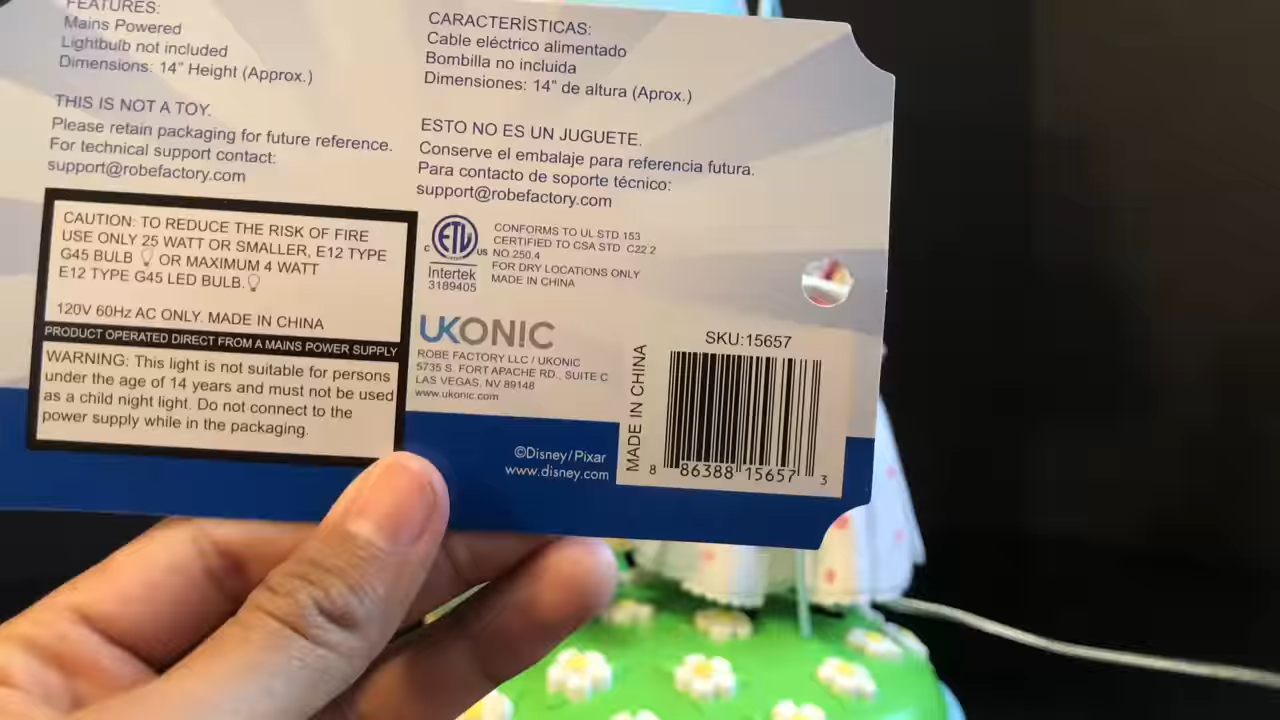 FEATURES:
Mains Powered
Lightbulb not included
Dimensions: 14" Height (Approx.)
THIS IS NOT A TOY.
Please retain packaging for future reference.
For technical support contact:
support@robefactory.com
CAUTION: TO REDUCE THE RISK OF FIRE
USE ONLY 25 WATT OR SMALLER, E12 TYPE
G45 BULB OR MAXIMUM 4 WATT
E12 TYPE G45 LED BULB.
120V 60Hz AC ONLY. MADE IN CHINA
PRODUCT OPERATED DIRECT FROM A MAINS POWER SUPPLY
WARNING: This light is not suitable for persons
under the age of 14 years and must not be used
as a child night light. Do not connect to the
power supply while in the packaging.
CARACTERÍSTICAS:
Cable eléctrico alimentado
Bombilla no incluida
Dimensiones: 14" de altura (Aprox.)
ESTO NO ES UN JUGUETE.
Conserve el embalaje para referencia futura.
Para contacto de soporte técnico:
support@robefactory.com
C ETL US
Intertek
3189405
CONFORMS TO UL STD 153
CERTIFIED TO CSA STD C22 2
NO.250.4
FOR DRY LOCATIONS ONLY
MADE IN CHINA
UKONIC
ROBE FACTORY LLC / UKONIC
5735 S. FORT APACHE RD., SUITE C
LAS VEGAS, NV 89148
www.ukonic.com
©Disney/Pixar
www.disney.com
MADE IN CHINA
SKU:15657
8 86388 15657 3